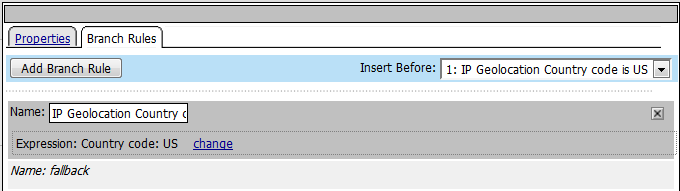 Properties Branch Rules
Add Branch Rule Insert Before: 1: IP Geolocation Country code is US
Name: IP Geolocation Country
Expression: Country code: US change
Name: fallback